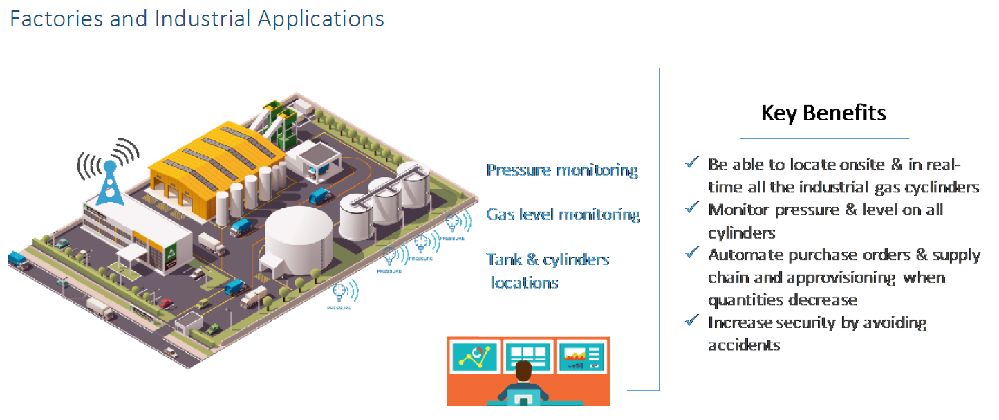 Factories and Industrial Applications
Pressure monitoring
Gas level monitoring
Tank & cylinders
locations
PRESSURE
PRESSURE
PRESSURE
PRESSURE
Key Benefits
Be able to locate onsite & in real-
time all the industrial gas cyclinders
Monitor pressure & level on all
cylinders
Automate purchase orders & supply
chain and approvisioning when
quantities decrease
Increase security by avoiding
accidents